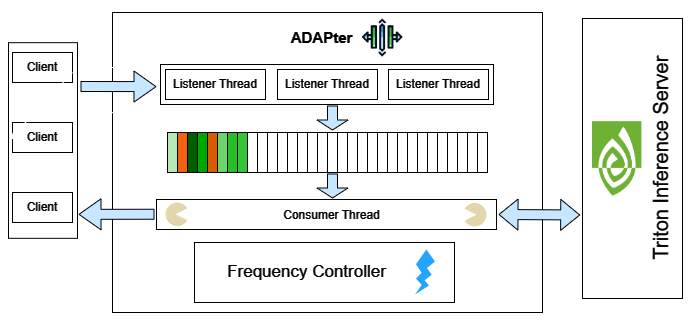 ADAPter
Client
Client
Client
Listener Thread
Listener Thread
Listener Thread
Consumer Thread
Frequency Controller
Triton Inference Server